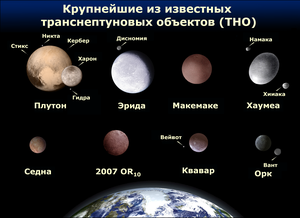 Крупнейшие из известных
транснептуновых объектов (ТНО)
Стикс
Никта
Кербер
Харон
Гидра
Плутон
Дисномия
Эрида
Макемаке
Намака
Хииака
Хаумеа
Седна
2007 OR10
Вейвот
Квавар
Вант
Орк